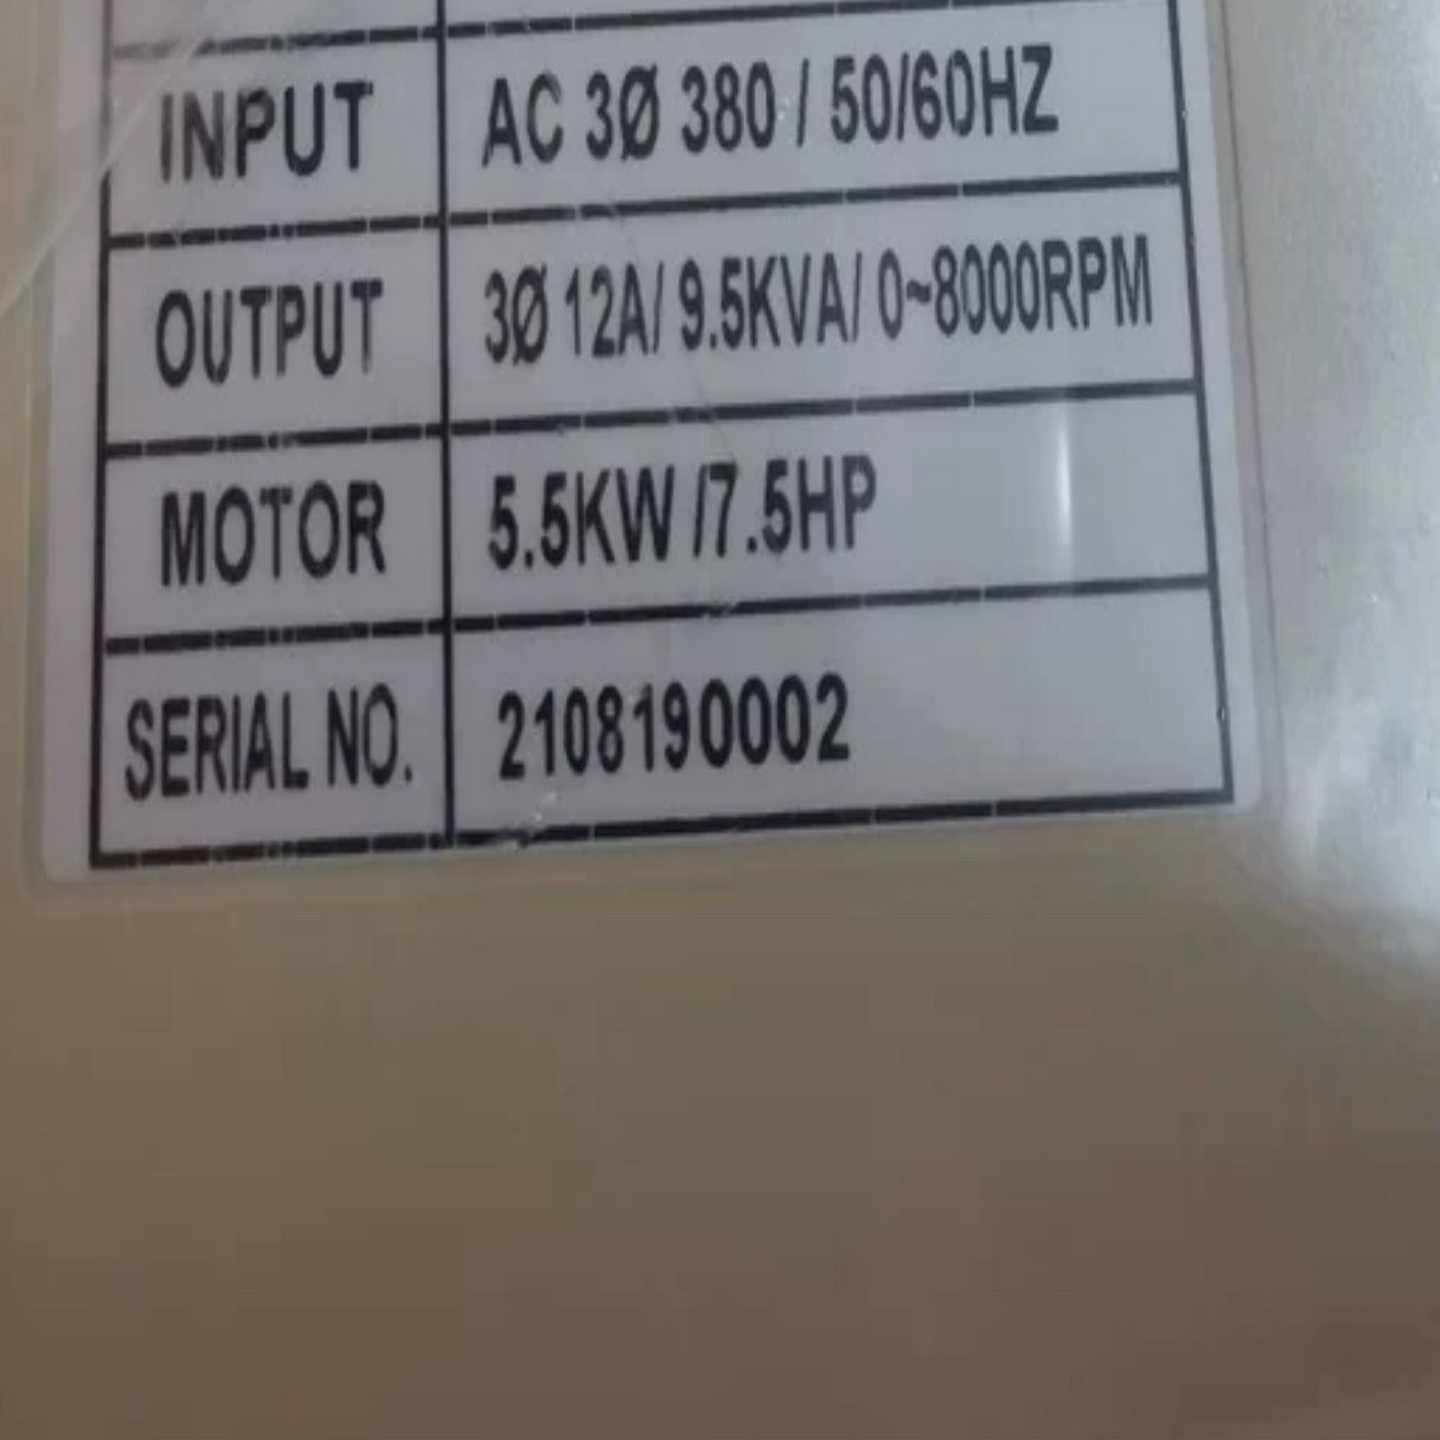 INPUT AC 3Ø 380 / 50/60HZ
OUTPUT 3Ø 12A/ 9.5KVA/ 0~8000RPM
MOTOR 5.5KW /7.5HP
SERIAL NO. 2108190002